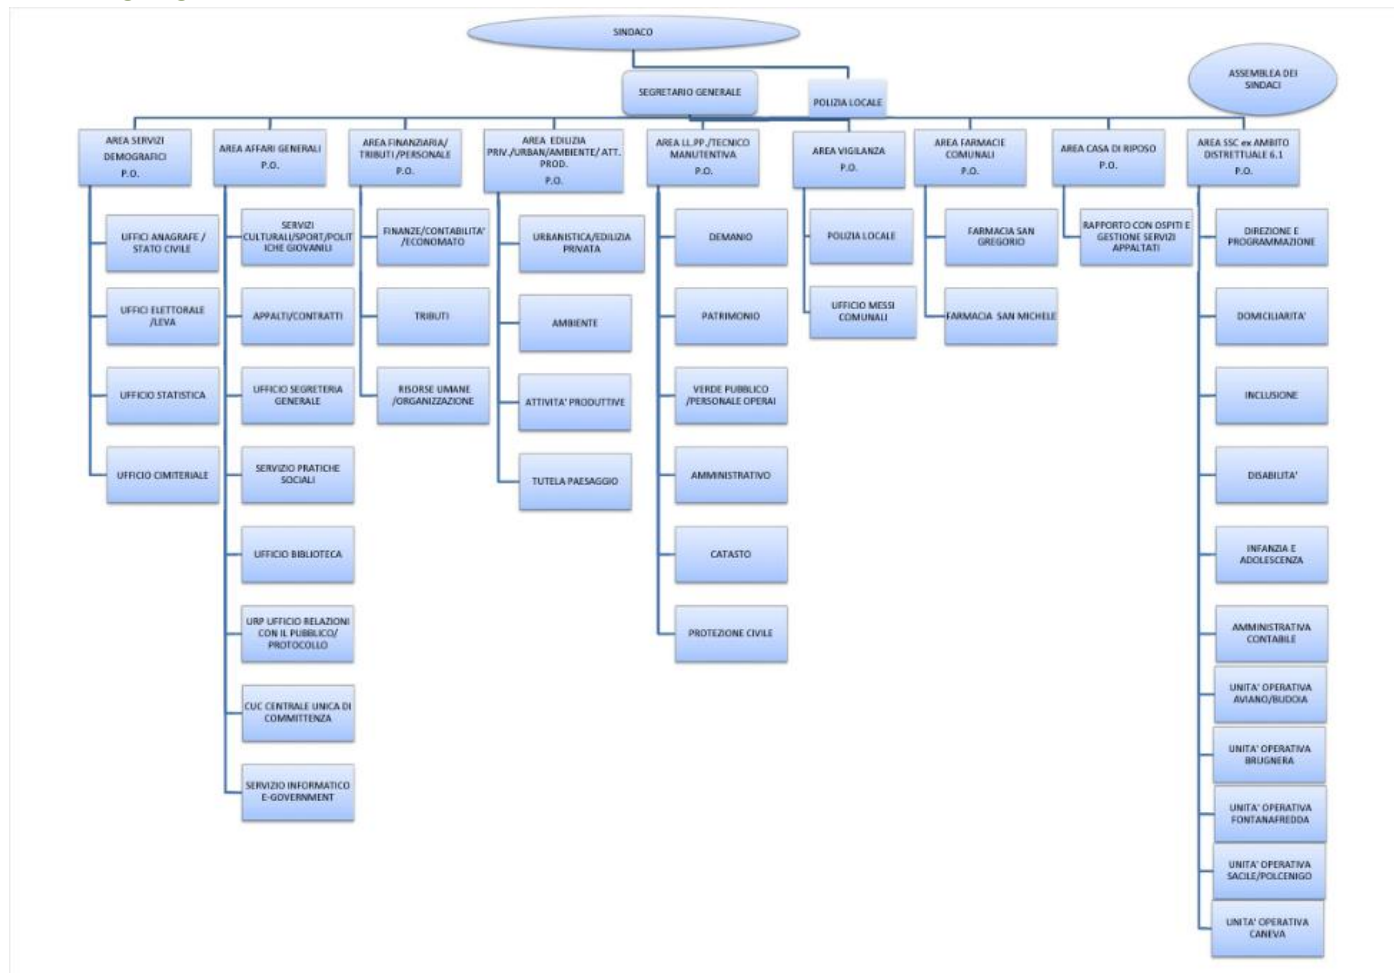 SINDACO
SEGRETARIO GENERALE
POLIZIA LOCALE
ASSEMBLEA DEI
SINDACI
AREA SERVIZI
DEMOGRAFICI
P.O.
AREA AFFARI GENERALI
P.O.
AREA FINANZIARIA/
TRIBUTI /PERSONALE
P.O.
AREA EDILIZIA
PRIV./URBAN/AMBIENTE/ ATT.
PROD.
P.O.
AREA LL.PP./TECNICO
MANUTENTIVA
P.O.
AREA VIGILANZA
P.O.
AREA FARMACIE
COMUNALI
P.O.
AREA CASA DI RIPOSO
P.O.
AREA SSC ex AMBITO
DISTRETTUALE 6.1
P.O.
UFFICI ANAGRAFE /
STATO CIVILE
UFFICI ELETTORALE
/LEVA
UFFICIO STATISTICA
UFFICIO CIMITERIALE
SERVIZI
CULTURALI/SPORT/POLIT
ICHE GIOVANILI
APPALTI/CONTRATTI
UFFICIO SEGRETERIA
GENERALE
SERVIZIO PRATICHE
SOCIALI
UFFICIO BIBLIOTECA
URP UFFICIO RELAZIONI
CON IL PUBBLICO/
PROTOCOLLO
CUC CENTRALE UNICA DI
COMMITTENZA
SERVIZIO INFORMATICO
E-GOVERNMENT
FINANZE/CONTABILITA'
/ECONOMATO
TRIBUTI
RISORSE UMANE
/ORGANIZZAZIONE
URBANISTICA/EDILIZIA
PRIVATA
AMBIENTE
ATTIVITA' PRODUTTIVE
TUTELA PAESAGGIO
DEMANIO
PATRIMONIO
VERDE PUBBLICO
/PERSONALE OPERAI
AMMINISTRATIVO
CATASTO
PROTEZIONE CIVILE
POLIZIA LOCALE
UFFICIO MESSI
COMUNALI
FARMACIA SAN
GREGORIO
FARMACIA SAN MICHELE
RAPPORTO CON OSPITI E
GESTIONE SERVIZI
APPALTATI
DIREZIONE E
PROGRAMMAZIONE
DOMICILIARITA'
INCLUSIONE
DISABILITA'
INFANZIA E
ADOLESCENZA
AMMINISTRATIVA
CONTABILE
UNITA' OPERATIVA
AVIANO/BUDOIA
UNITA' OPERATIVA
BRUGNERA
UNITA' OPERATIVA
FONTANAFREDDA
UNITA' OPERATIVA
SACILE/POLCENIGO
UNITA' OPERATIVA
CANEVA